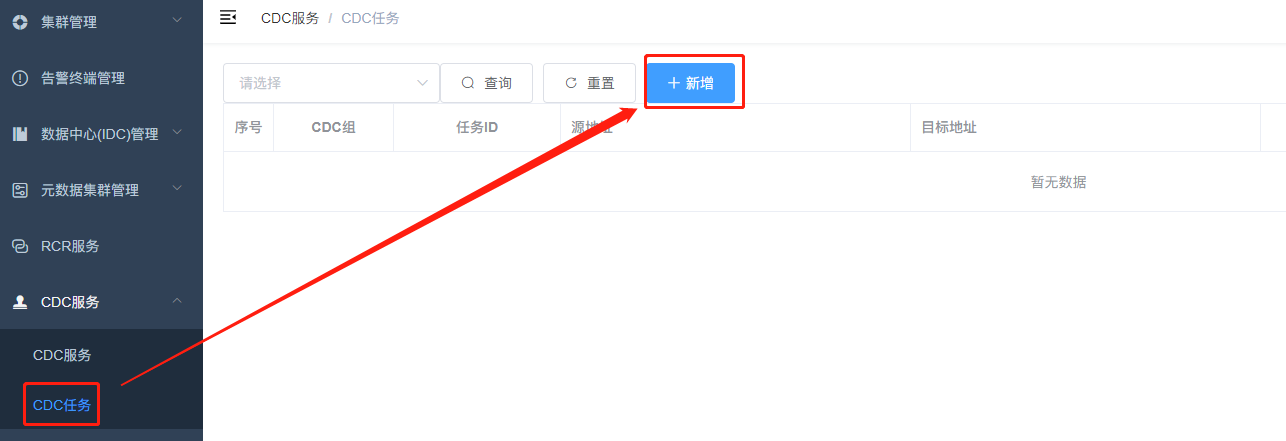 集群管理
告警终端管理
数据中心(IDC)管理
元数据集群管理
RCR服务
CDC服务
CDC服务
CDC任务
CDC服务 / CDC任务
请选择 查询 重置 + 新增
序号 CDC组 任务ID 源地址 目标地址
暂无数据